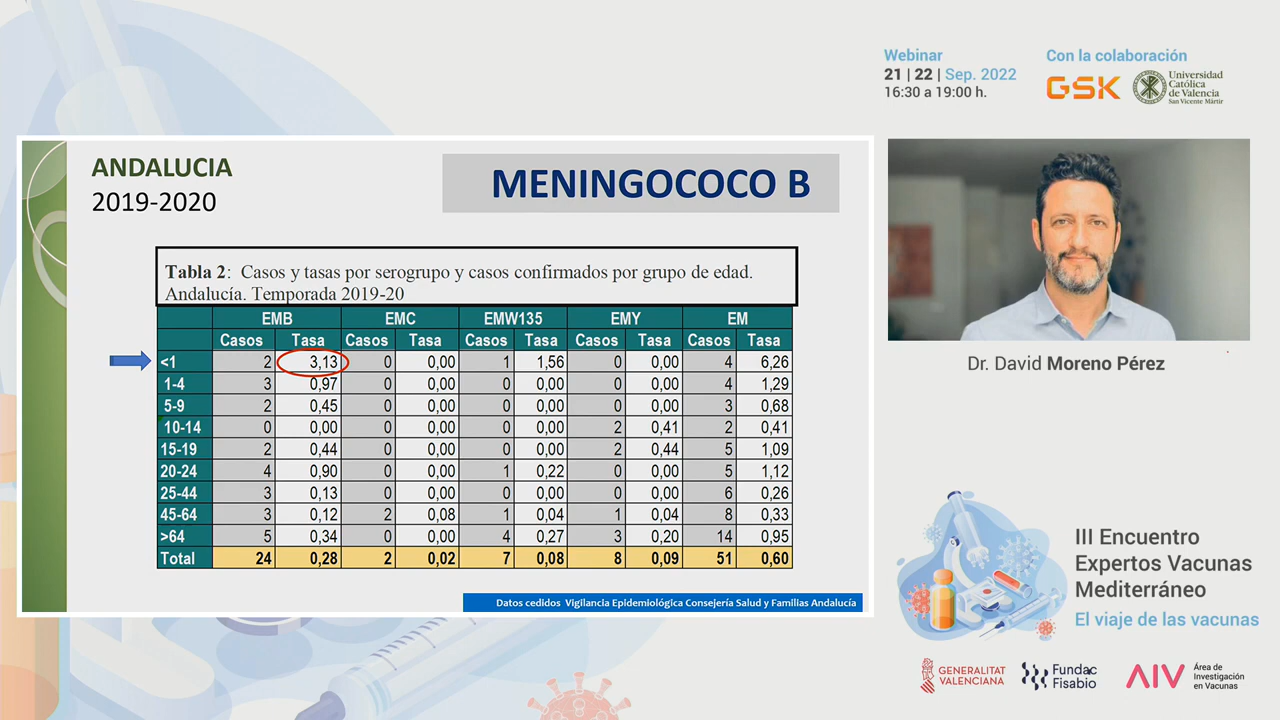 Webinar
21 | 22 | Sep. 2022
16:30 a 19:00 h.
Con la colaboración
GSK
Universidad
Católica
de Valencia
San Vicente Mártir
ANDALUCIA
2019-2020
MENINGOCOCO B
Tabla 2: Casos y tasas por serogrupo y casos confirmados por grupo de edad.
Andalucía. Temporada 2019-20
EMB EMC EMW135 EMY EM
Casos Tasa Casos Tasa Casos Tasa Casos Tasa Casos Tasa
<1 2 3,13 0 0,00 1 1,56 0 0,00 4 6,26
1-4 3 0,97 0 0,00 0 0,00 0 0,00 4 1,29
5-9 2 0,45 0 0,00 0 0,00 0 0,00 3 0,68
10-14 0 0,00 0 0,00 0 0,00 2 0,41 2 0,41
15-19 2 0,44 0 0,00 0 0,00 2 0,44 5 1,09
20-24 4 0,90 0 0,00 1 0,22 0 0,00 5 1,12
25-44 3 0,13 0 0,00 0 0,00 0 0,00 6 0,26
45-64 3 0,12 2 0,08 1 0,04 1 0,04 8 0,33
>64 5 0,34 0 0,00 4 0,27 3 0,20 14 0,95
Total 24 0,28 2 0,02 7 0,08 8 0,09 51 0,60
Datos cedidos Vigilancia Epidemiológica Consejería Salud y Familias Andalucía
Dr. David Moreno Pérez
III Encuentro
Expertos Vacunas
Mediterráneo
El viaje de las vacunas
GENERALITAT
VALENCIANA
Fundac
Fisabio
AIV
Área de
Investigación
en Vacunas